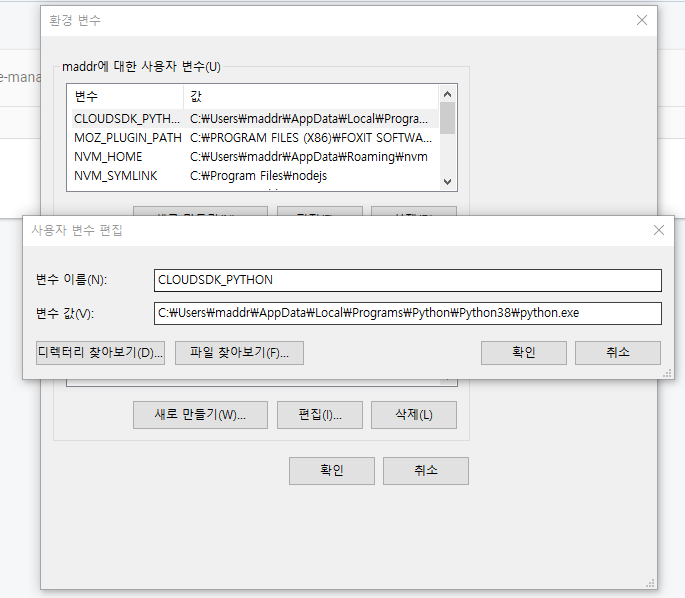 환경 변수
e-mana
maddr에 대한 사용자 변수(U)
변수 값
CLOUDSDK_PYTH... C:₩Users₩maddr₩AppData₩Local₩Progra...
MOZ_PLUGIN_PATH C:₩PROGRAM FILES (X86)₩FOXIT SOFTWA...
NVM_HOME C:₩Users₩maddr₩AppData₩Roaming₩nvm
NVM_SYMLINK C:₩Program Files₩nodejs
사용자 변수 편집
변수 이름(N): CLOUDSDK_PYTHON
변수 값(V): C:₩Users₩maddr₩AppData₩Local₩Programs₩Python₩Python38₩python.exe
디렉터리 찾아보기(D)... 파일 찾아보기(F)... 확인 취소
새로 만들기(W)... 편집(I)... 삭제(L)
확인 취소